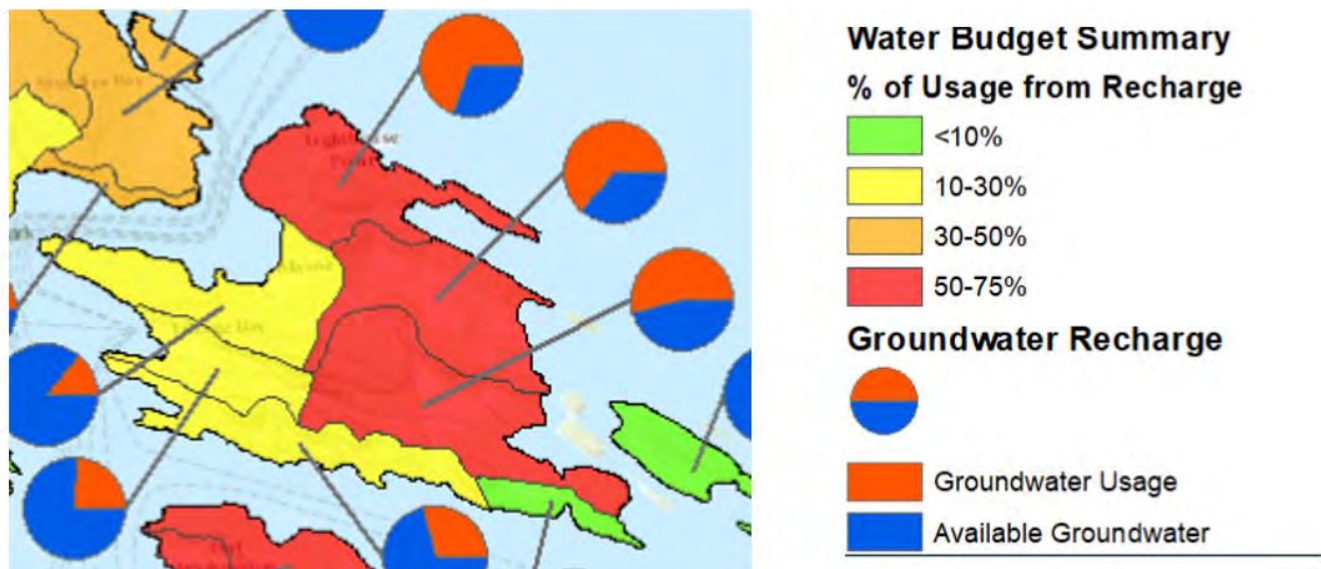 Water Budget Summary
% of Usage from Recharge
<10%
10-30%
30-50%
50-75%
Groundwater Recharge
Groundwater Usage
Available Groundwater